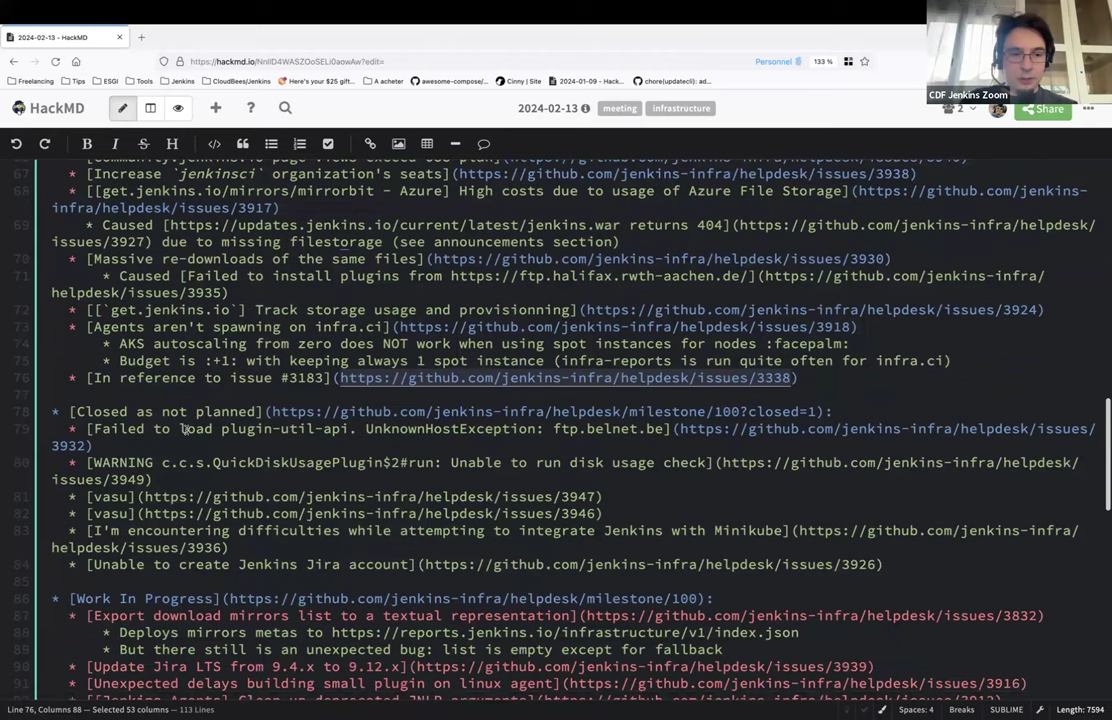 2024-02-13 - HackMD
https://hackmd.io/NnllD4WASZOoSELi0aowAw?edit=
Personnel
133 %
Freelancing
Tips
ESGI
Tools
Jenkins
CloudBees/Jenkins
Here's your $25 gift...
A acheter
awesome-compose/...
Cinny | Site
2024-01-09 - Hack...
chore(updatecli): ad...
CDF Jenkins Zoom
HackMD
2024-02-13
meeting
infrastructure
2
Share
67 * [Increase `jenkinsci` organization's seats](https://github.com/jenkins-infra/helpdesk/issues/3938)
68 * [[get.jenkins.io/mirrors/mirrorbit - Azure] High costs due to usage of Azure File Storage](https://github.com/jenkins-
infra/helpdesk/issues/3917)
69 * Caused [https://updates.jenkins.io/current/latest/jenkins.war returns 404](https://github.com/jenkins-infra/helpdesk/
issues/3927) due to missing filestorage (see announcements section)
70 * [Massive re-downloads of the same files](https://github.com/jenkins-infra/helpdesk/issues/3930)
71 * Caused [Failed to install plugins from https://ftp.halifax.rwth-aachen.de/](https://github.com/jenkins-infra/
helpdesk/issues/3935)
72 * [[`get.jenkins.io`] Track storage usage and provisionning](https://github.com/jenkins-infra/helpdesk/issues/3924)
73 * [Agents aren't spawning on infra.ci](https://github.com/jenkins-infra/helpdesk/issues/3918)
74 * AKS autoscaling from zero does NOT work when using spot instances for nodes :facepalm:
75 * Budget is :+1: with keeping always 1 spot instance (infra-reports is run quite often for infra.ci)
76 * [In reference to issue #3183](https://github.com/jenkins-infra/helpdesk/issues/3338)
77
78 * [Closed as not planned](https://github.com/jenkins-infra/helpdesk/milestone/100?closed=1):
79 * [Failed to load plugin-util-api. UnknownHostException: ftp.belnet.be](https://github.com/jenkins-infra/helpdesk/issues/
3932)
80 * [WARNING c.c.s.QuickDiskUsagePlugin$2#run: Unable to run disk usage check](https://github.com/jenkins-infra/helpdesk/
issues/3949)
81 * [vasu](https://github.com/jenkins-infra/helpdesk/issues/3947)
82 * [vasu](https://github.com/jenkins-infra/helpdesk/issues/3946)
83 * [I'm encountering difficulties while attempting to integrate Jenkins with Minikube](https://github.com/jenkins-infra/
helpdesk/issues/3936)
84 * [Unable to create Jenkins Jira account](https://github.com/jenkins-infra/helpdesk/issues/3926)
85
86 * [Work In Progress](https://github.com/jenkins-infra/helpdesk/milestone/100):
87 * [Export download mirrors list to a textual representation](https://github.com/jenkins-infra/helpdesk/issues/3832)
88 * Deploys mirrors metas to https://reports.jenkins.io/infrastructure/v1/index.json
89 * But there still is an unexpected bug: list is empty except for fallback
90 * [Update Jira LTS from 9.4.x to 9.12.x](https://github.com/jenkins-infra/helpdesk/issues/3939)
91 * [Unexpected delays building small plugin on linux agent](https://github.com/jenkins-infra/helpdesk/issues/3916)
Line 76, Columns 88 — Selected 53 columns — 113 Lines
Spaces: 4
Breaks
SUBLIME
Length: 7594